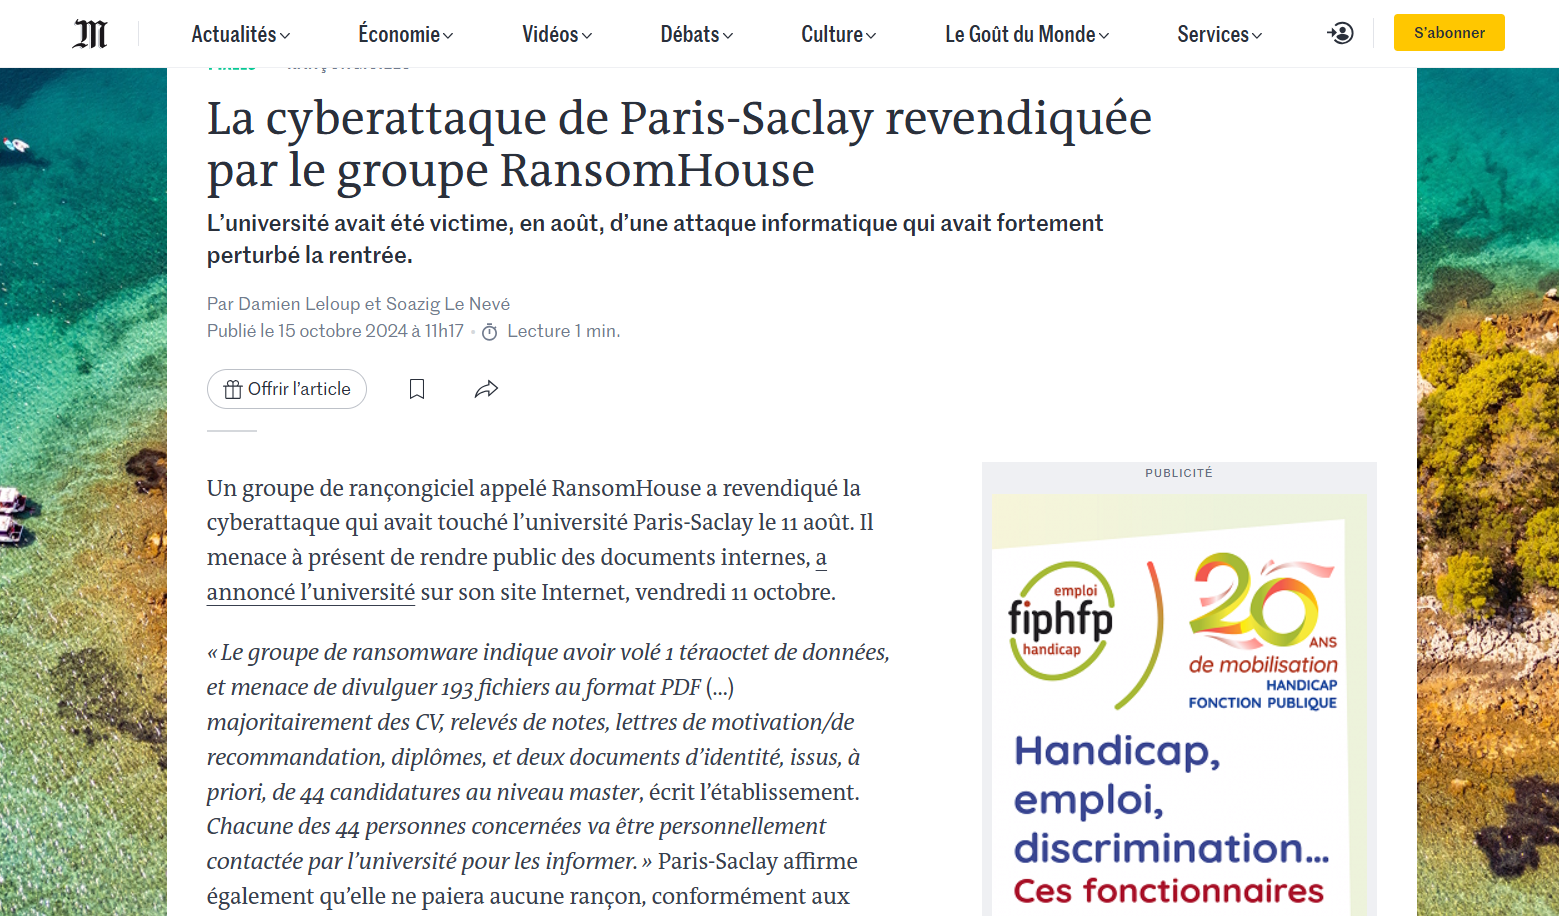 M
Actualités
Économie
Vidéos
Débats
Culture
Le Goût du Monde
Services
S'abonner
La cyberattaque de Paris-Saclay revendiquée
par le groupe RansomHouse
L’université avait été victime, en août, d’une attaque informatique qui avait fortement
perturbé la rentrée.
Par Damien Leloup et Soazig Le Nevé
Publié le 15 octobre 2024 à 11h17 • Lecture 1 min.
Offrir l’article
Un groupe de rançongiciel appelé RansomHouse a revendiqué la
cyberattaque qui avait touché l’université Paris-Saclay le 11 août. Il
menace à présent de rendre public des documents internes, a
annoncé l’université sur son site Internet, vendredi 11 octobre.
« Le groupe de ransomware indique avoir volé 1 téraoctet de données,
et menace de divulguer 193 fichiers au format PDF (…)
majoritairement des CV, relevés de notes, lettres de motivation/de
recommandation, diplômes, et deux documents d’identité, issus, à
priori, de 44 candidatures au niveau master, écrit l’établissement.
Chacune des 44 personnes concernées va être personnellement
contactée par l’université pour les informer. » Paris-Saclay affirme
également qu’elle ne paiera aucune rançon, conformément aux
PUBLICITÉ
emploi
fiphfp
handicap
20
ANS
de mobilisation
HANDICAP
FONCTION PUBLIQUE
Handicap,
emploi,
discrimination...
Ces fonctionnaires